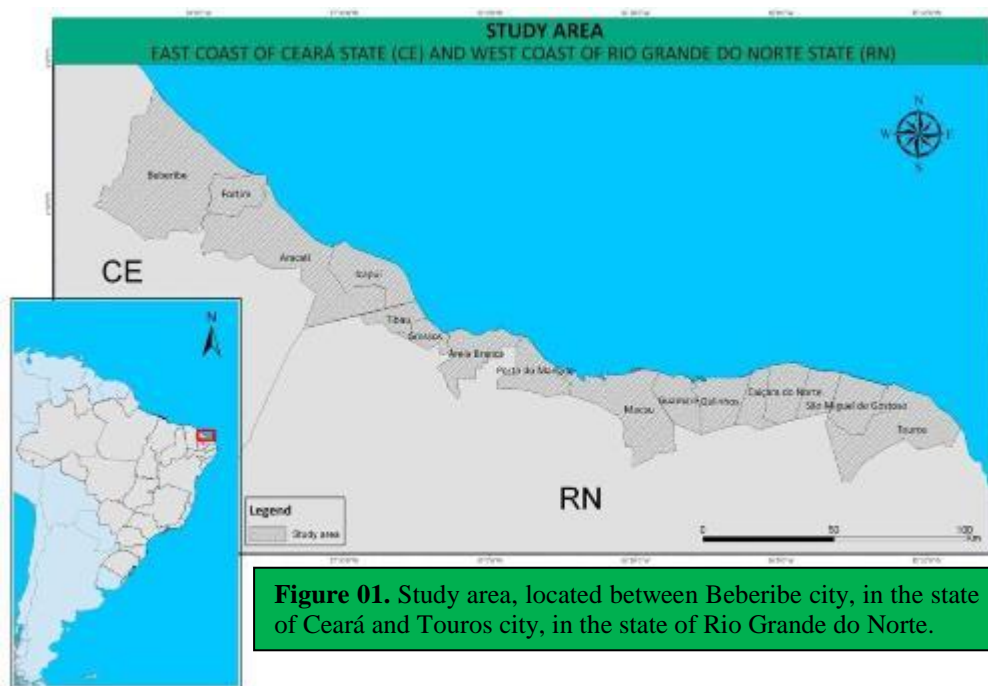 STUDY AREA
EAST COAST OF CEARÁ STATE (CE) AND WEST COAST OF RIO GRANDE DO NORTE STATE (RN)
N
W E
S
Beberibe
Fortim
Aracati
Icapuí
CE
Tibau
Grossos
Areia Branca
Porto do Mangue
Macau
Guamaré
Galinhos
Caiçara do Norte
São Miguel de Gostoso
Touros
N
RN
Legend
Study area
0 50 100
Km
Figure 01. Study area, located between Beberibe city, in the state
of Ceará and Touros city, in the state of Rio Grande do Norte.